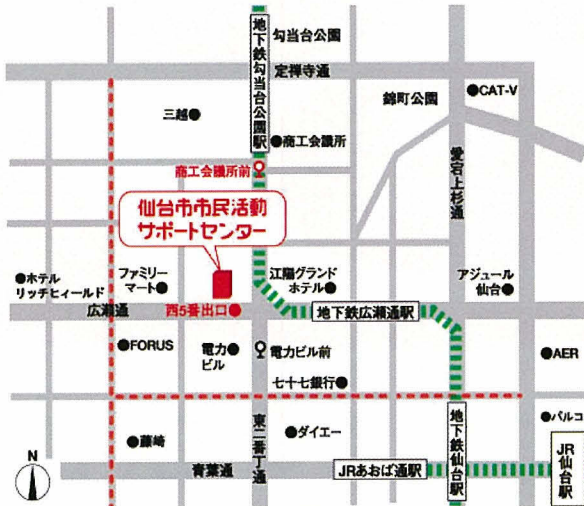 勾当台公園
地下鉄勾当台公園駅
定禅寺通
錦町公園
●CAT-V
三越●
●商工会議所
商工会議所前
愛宕上杉通
仙台市市民活動
サポートセンター
●ホテル
リッチヒィールド
ファミリー
マート●
江陽グランド
ホテル●
アジュール
仙台●
広瀬通
西5番出口●
地下鉄広瀬通駅
●FORUS
電力●
ビル
電力ビル前
●AER
七十七銀行●
東二番丁通
地下鉄仙台駅
●パルコ
●藤崎
●ダイエー
JR仙台駅
N
青葉通
JRあおば通駅